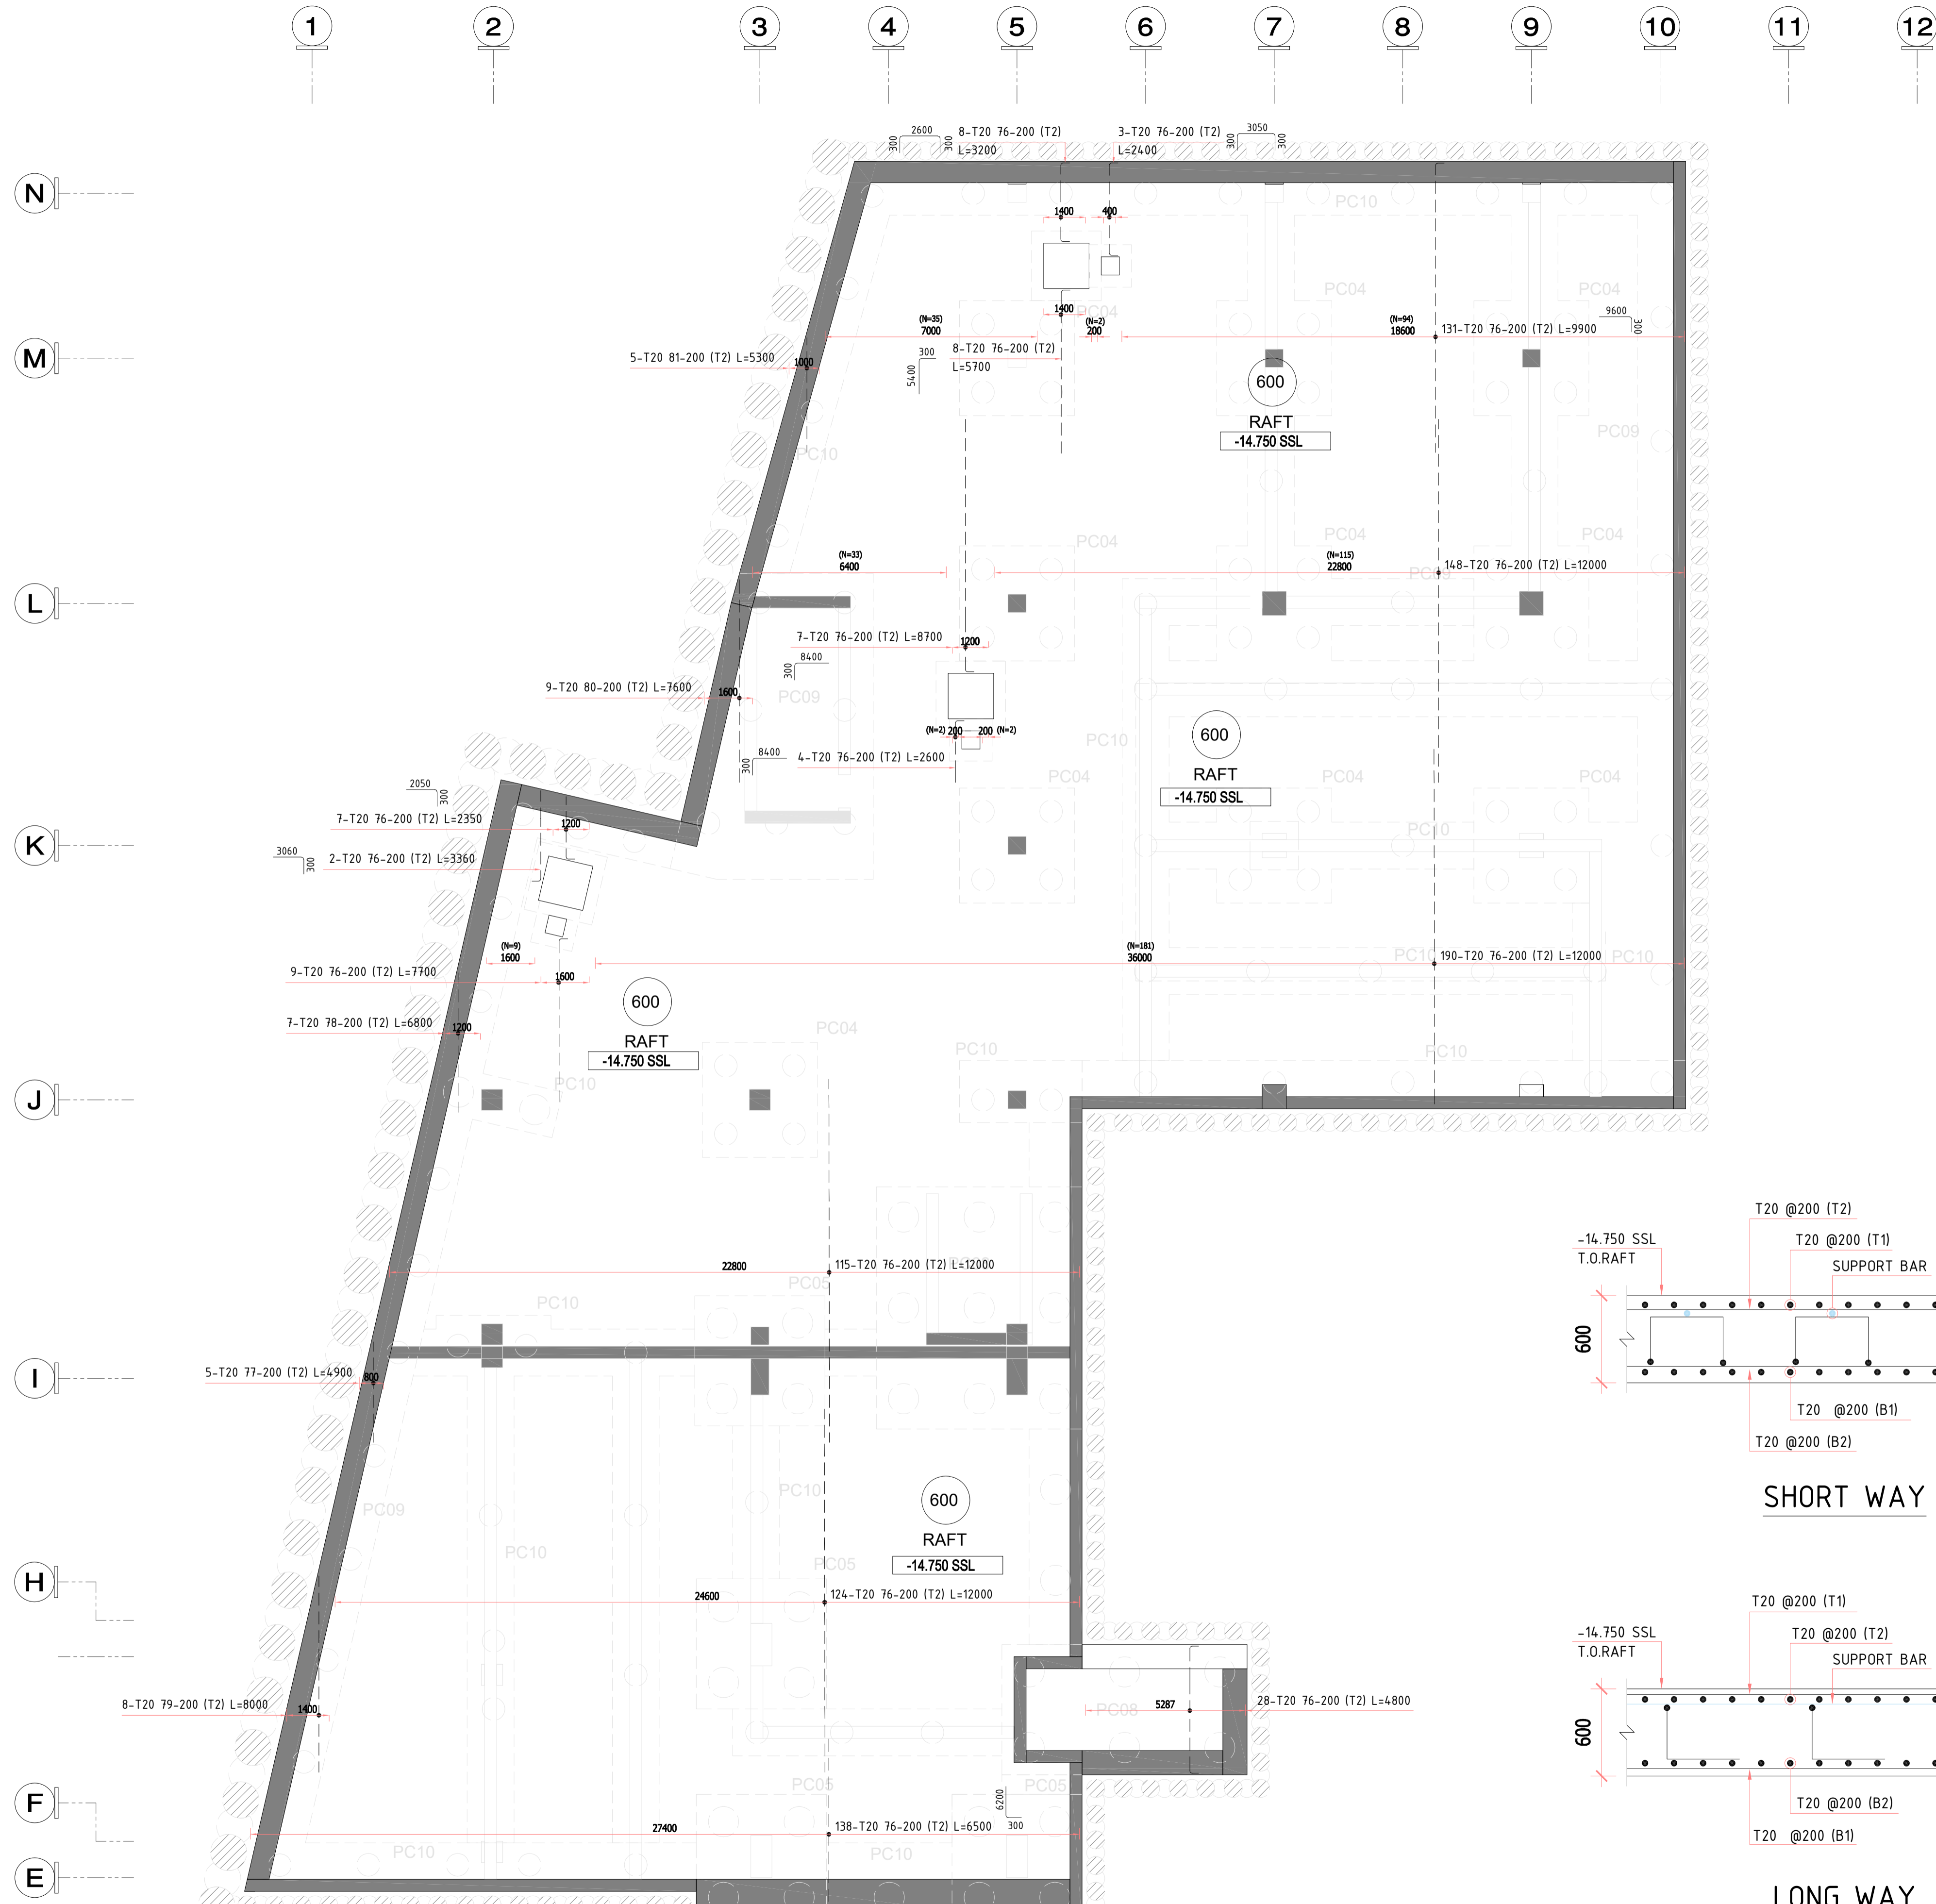 1 2 3 4 5 6 7 8 9 10 11 12
2600
300
300
8-T20 76-200 (T2)
L=3200
3-T20 76-200 (T2)
L=2400
3050
300
300
N
PC10
1400
400
PC04
PC04
9600
300
1400
PC04
(N=35)
7000
(N=2)
200
(N=94)
18600
131-T20 76-200 (T2) L=9900
M
5-T20 81-200 (T2) L=5300
1000
300
5400
8-T20 76-200 (T2)
L=5700
600
RAFT
-14.750 SSL
PC09
PC10
PC04
PC04
PC04
(N=33)
6400
(N=115)
22800
PC09
148-T20 76-200 (T2) L=12000
L
7-T20 76-200 (T2) L=8700
1200
8400
300
9-T20 80-200 (T2) L=7600
1600
PC09
(N=2) 200
200 (N=2)
PC10
600
8400
300
4-T20 76-200 (T2) L=2600
PC04
RAFT
-14.750 SSL
PC04
PC04
2050
300
7-T20 76-200 (T2) L=2350
1200
PC10
K
3060
300
2-T20 76-200 (T2) L=3360
(N=9)
1600
(N=181)
36000
PC10
190-T20 76-200 (T2) L=12000
PC10
9-T20 76-200 (T2) L=7700
1600
600
7-T20 78-200 (T2) L=6800
1200
RAFT
-14.750 SSL
PC04
PC10
PC10
PC10
J
T20 @200 (T2)
-14.750 SSL
T.O.RAFT
T20 @200 (T1)
SUPPORT BAR
22800
115-T20 76-200 (T2) L=12000
PC05
PC10
600
I
5-T20 77-200 (T2) L=4900
800
T20 @200 (B1)
T20 @200 (B2)
SHORT WAY
PC09
PC10
600
RAFT
-14.750 SSL
PC10
PC05
H
24600
124-T20 76-200 (T2) L=12000
T20 @200 (T1)
-14.750 SSL
T.O.RAFT
T20 @200 (T2)
SUPPORT BAR
8-T20 79-200 (T2) L=8000
1400
PC08
5287
28-T20 76-200 (T2) L=4800
600
F
PC05
PC05
6200
300
T20 @200 (B2)
T20 @200 (B1)
27400
138-T20 76-200 (T2) L=6500
PC10
PC10
E
LONG WAY